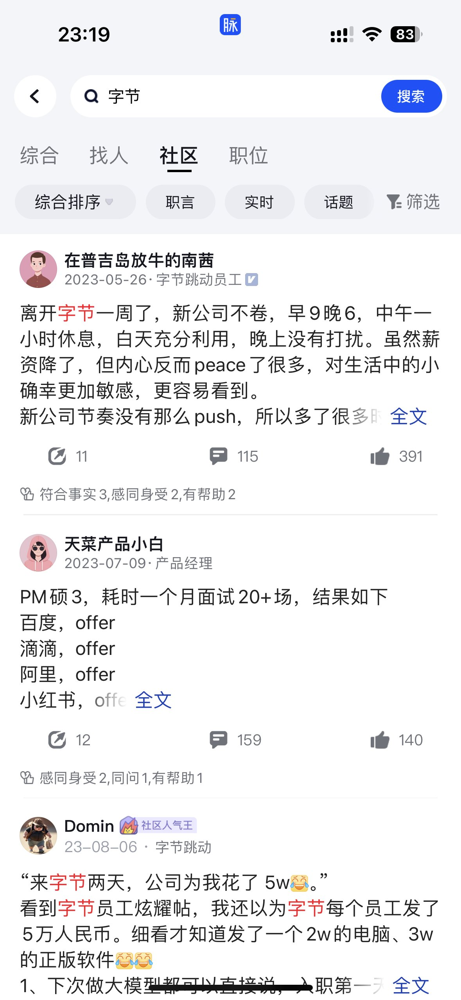 23:19
脉
83
字节
搜索
综合 找人 社区 职位
综合排序 职言 实时 话题 筛选
在普吉岛放牛的南茜
2023-05-26·字节跳动员工
离开字节一周了，新公司不卷，早9晚6，中午一
小时休息，白天充分利用，晚上没有打扰。虽然薪
资降了，但内心反而peace了很多，对生活中的小
确幸更加敏感，更容易看到。
新公司节奏没有那么push，所以多了很多时 全文
11 115 391
符合事实3,感同身受2,有帮助2
天菜产品小白
2023-07-09·产品经理
PM硕3，耗时一个月面试20+场，结果如下
百度，offer
滴滴，offer
阿里，offer
小红书，offe 全文
12 159 140
感同身受2,同问1,有帮助1
Domin 社区人气王
23-08-06 · 字节跳动
“来字节两天，公司为我花了 5w😂。”
看到字节员工炫耀帖，我还以为字节每个员工发了
5万人民币。细看才知道发了一个2w的电脑、3w
的正版软件😂😂
1、下次做大模型都可以直接说，入职第一天 全文